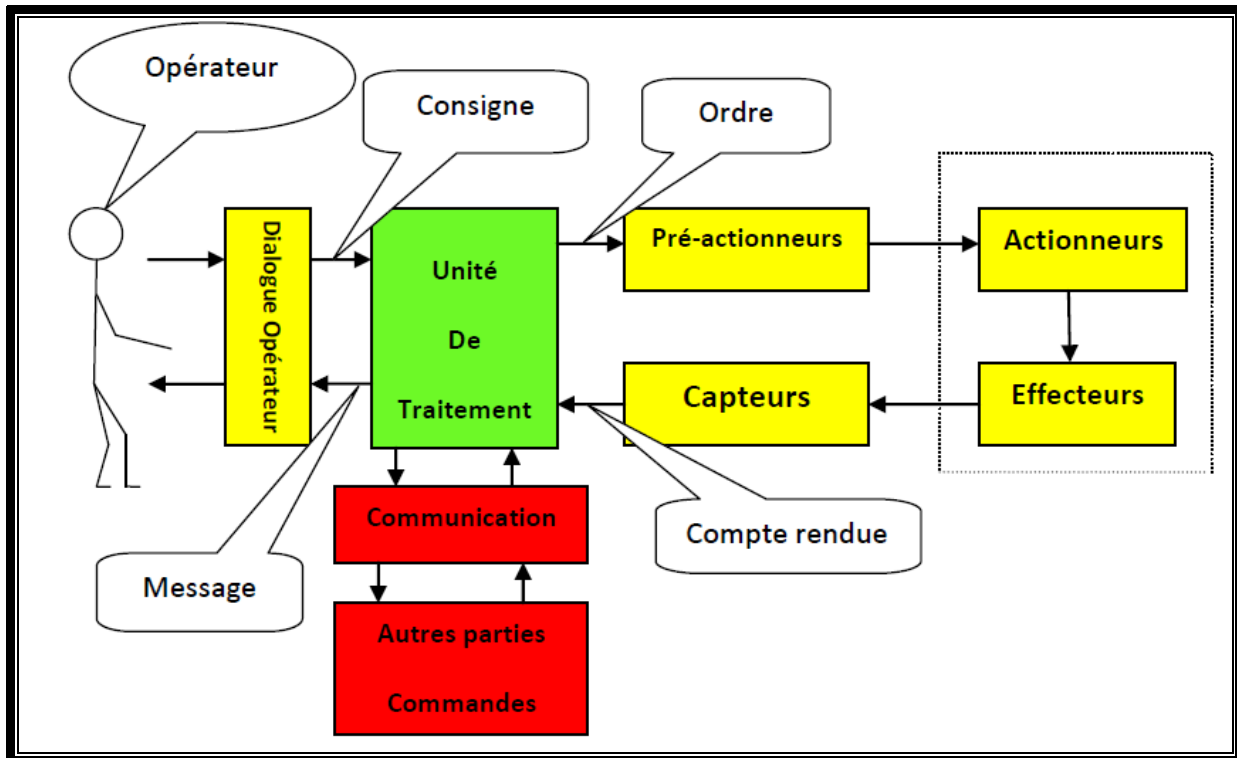 Opérateur
Consigne
Ordre
Dialogue Opérateur
Unité
De
Traitement
Pré-actionneurs
Actionneurs
Capteurs
Effecteurs
Communication
Compte rendue
Message
Autres parties
Commandes